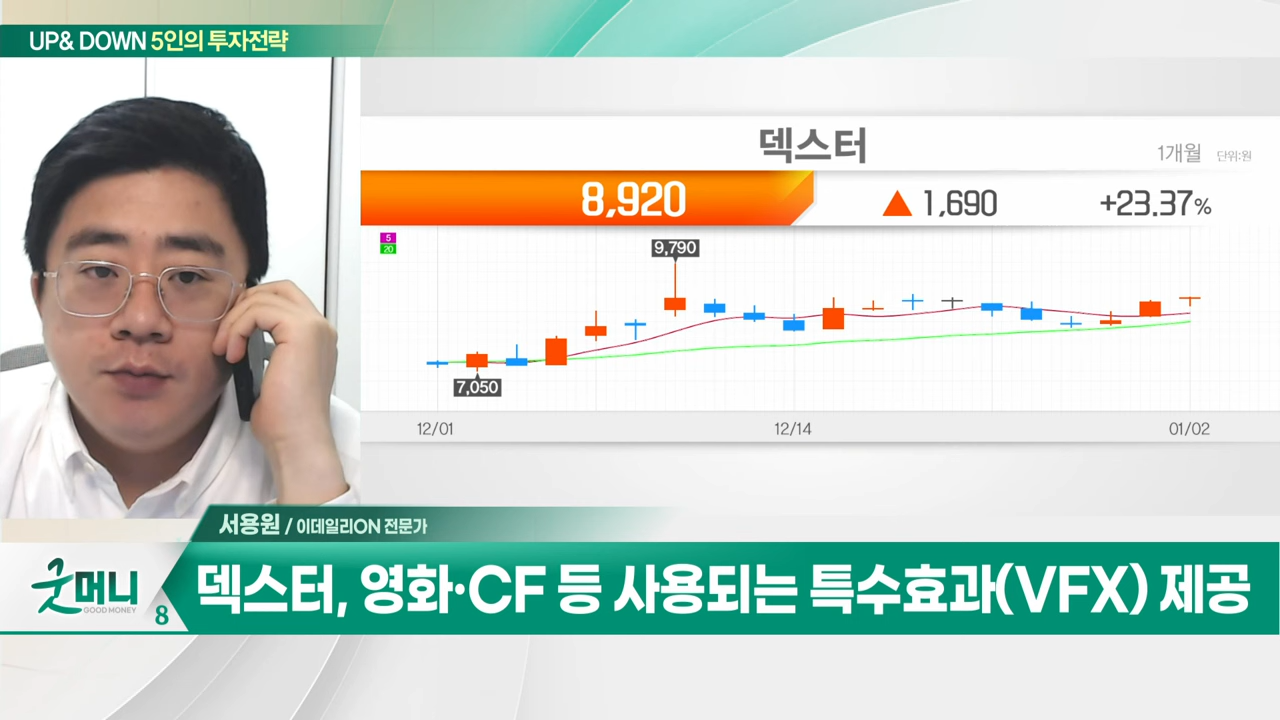 UP& DOWN 5인의 투자전략
덱스터
1개월 단위:원
8,920 ▲ 1,690 +23.37%
5
20
9,790
7,050
12/01 12/14 01/02
서용원 / 이데일리ON 전문가
굿머니
GOOD MONEY
8
덱스터, 영화·CF 등 사용되는 특수효과(VFX) 제공